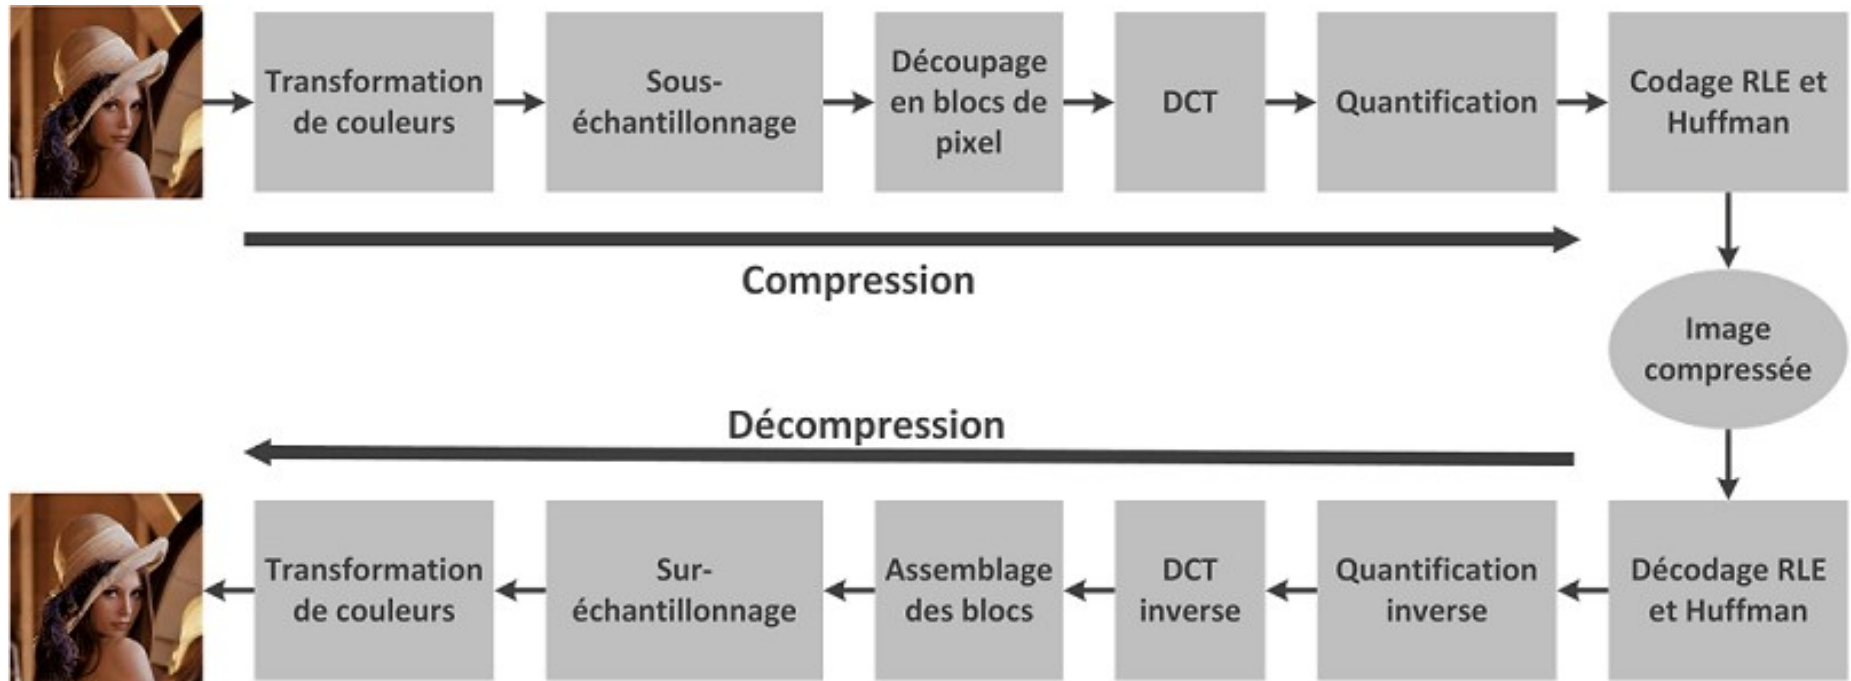 Transformation
de couleurs
Sous-
échantillonnage
Découpage
en blocs de
pixel
DCT
Quantification
Codage RLE et
Huffman
Compression
Image
compressée
Décompression
Transformation
de couleurs
Sur-
échantillonnage
Assemblage
des blocs
DCT
inverse
Quantification
inverse
Décodage RLE
et Huffman